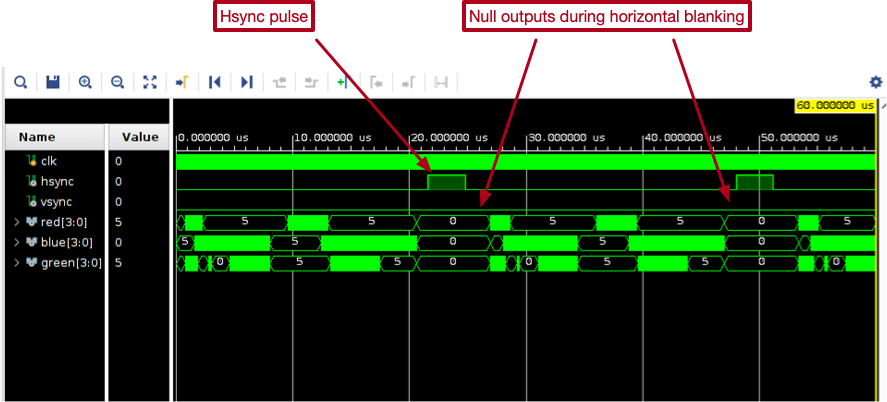 Hsync pulse
Null outputs during horizontal blanking
60.000000 us
Name Value 0.000000 us 10.000000 us 20.000000 us 30.000000 us 40.000000 us 50.000000 us
clk 0
hsync 0
vsync 0
red[3:0] 5 5 5 0 5 5 0 5
blue[3:0] 0 5 5 0 5 0
green[3:0] 5 0 5 5 0 0 5 5 0 0